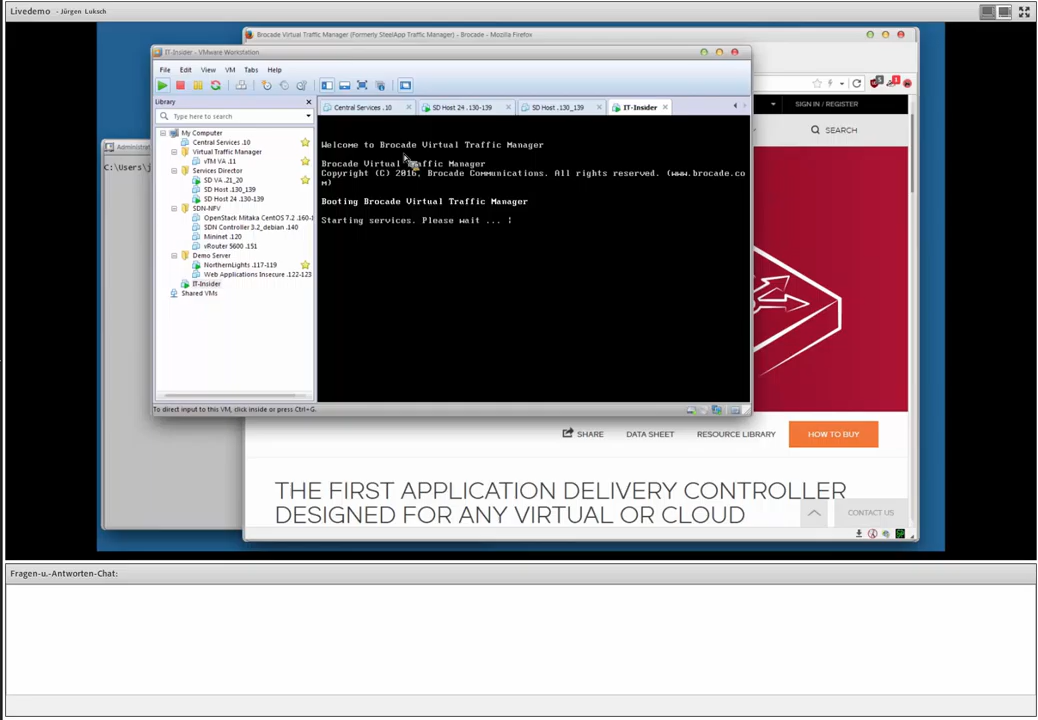 Livedemo - Jürgen Luksch
Brocade Virtual Traffic Manager (Formerly SteelApp Traffic Manager) - Brocade - Mozilla Firefox
IT-Insider - VMware Workstation
File Edit View VM Tabs Help
Library
Type here to search
My Computer
Central Services .10
Virtual Traffic Manager
vTM VA .11
Services Director
SD VA .21_20
SD Host .130_139
SD Host 24 .130-139
SDN-NFV
OpenStack Mitaka CentOS 7.2 .160-1
SDN Controller 3.2_debian .140
Mininet .120
vRouter 5600 .151
Demo Server
NorthernLights .117-119
Web Applications Insecure .122-123
IT-Insider
Shared VMs
Central Services .10 SD Host 24 .130-139 SD Host .130_139 IT-Insider
Welcome to Brocade Virtual Traffic Manager
Brocade Virtual Traffic Manager
Copyright (C) 2016, Brocade Communications. All rights reserved. (www.brocade.co
m)
Booting Brocade Virtual Traffic Manager
Starting services. Please wait ... |
To direct input to this VM, click inside or press Ctrl+G.
Administrat
C:\Users\j
SIGN IN / REGISTER
SEARCH
SHARE DATA SHEET RESOURCE LIBRARY HOW TO BUY
THE FIRST APPLICATION DELIVERY CONTROLLER
DESIGNED FOR ANY VIRTUAL OR CLOUD
CONTACT US
Fragen-u.-Antworten-Chat: